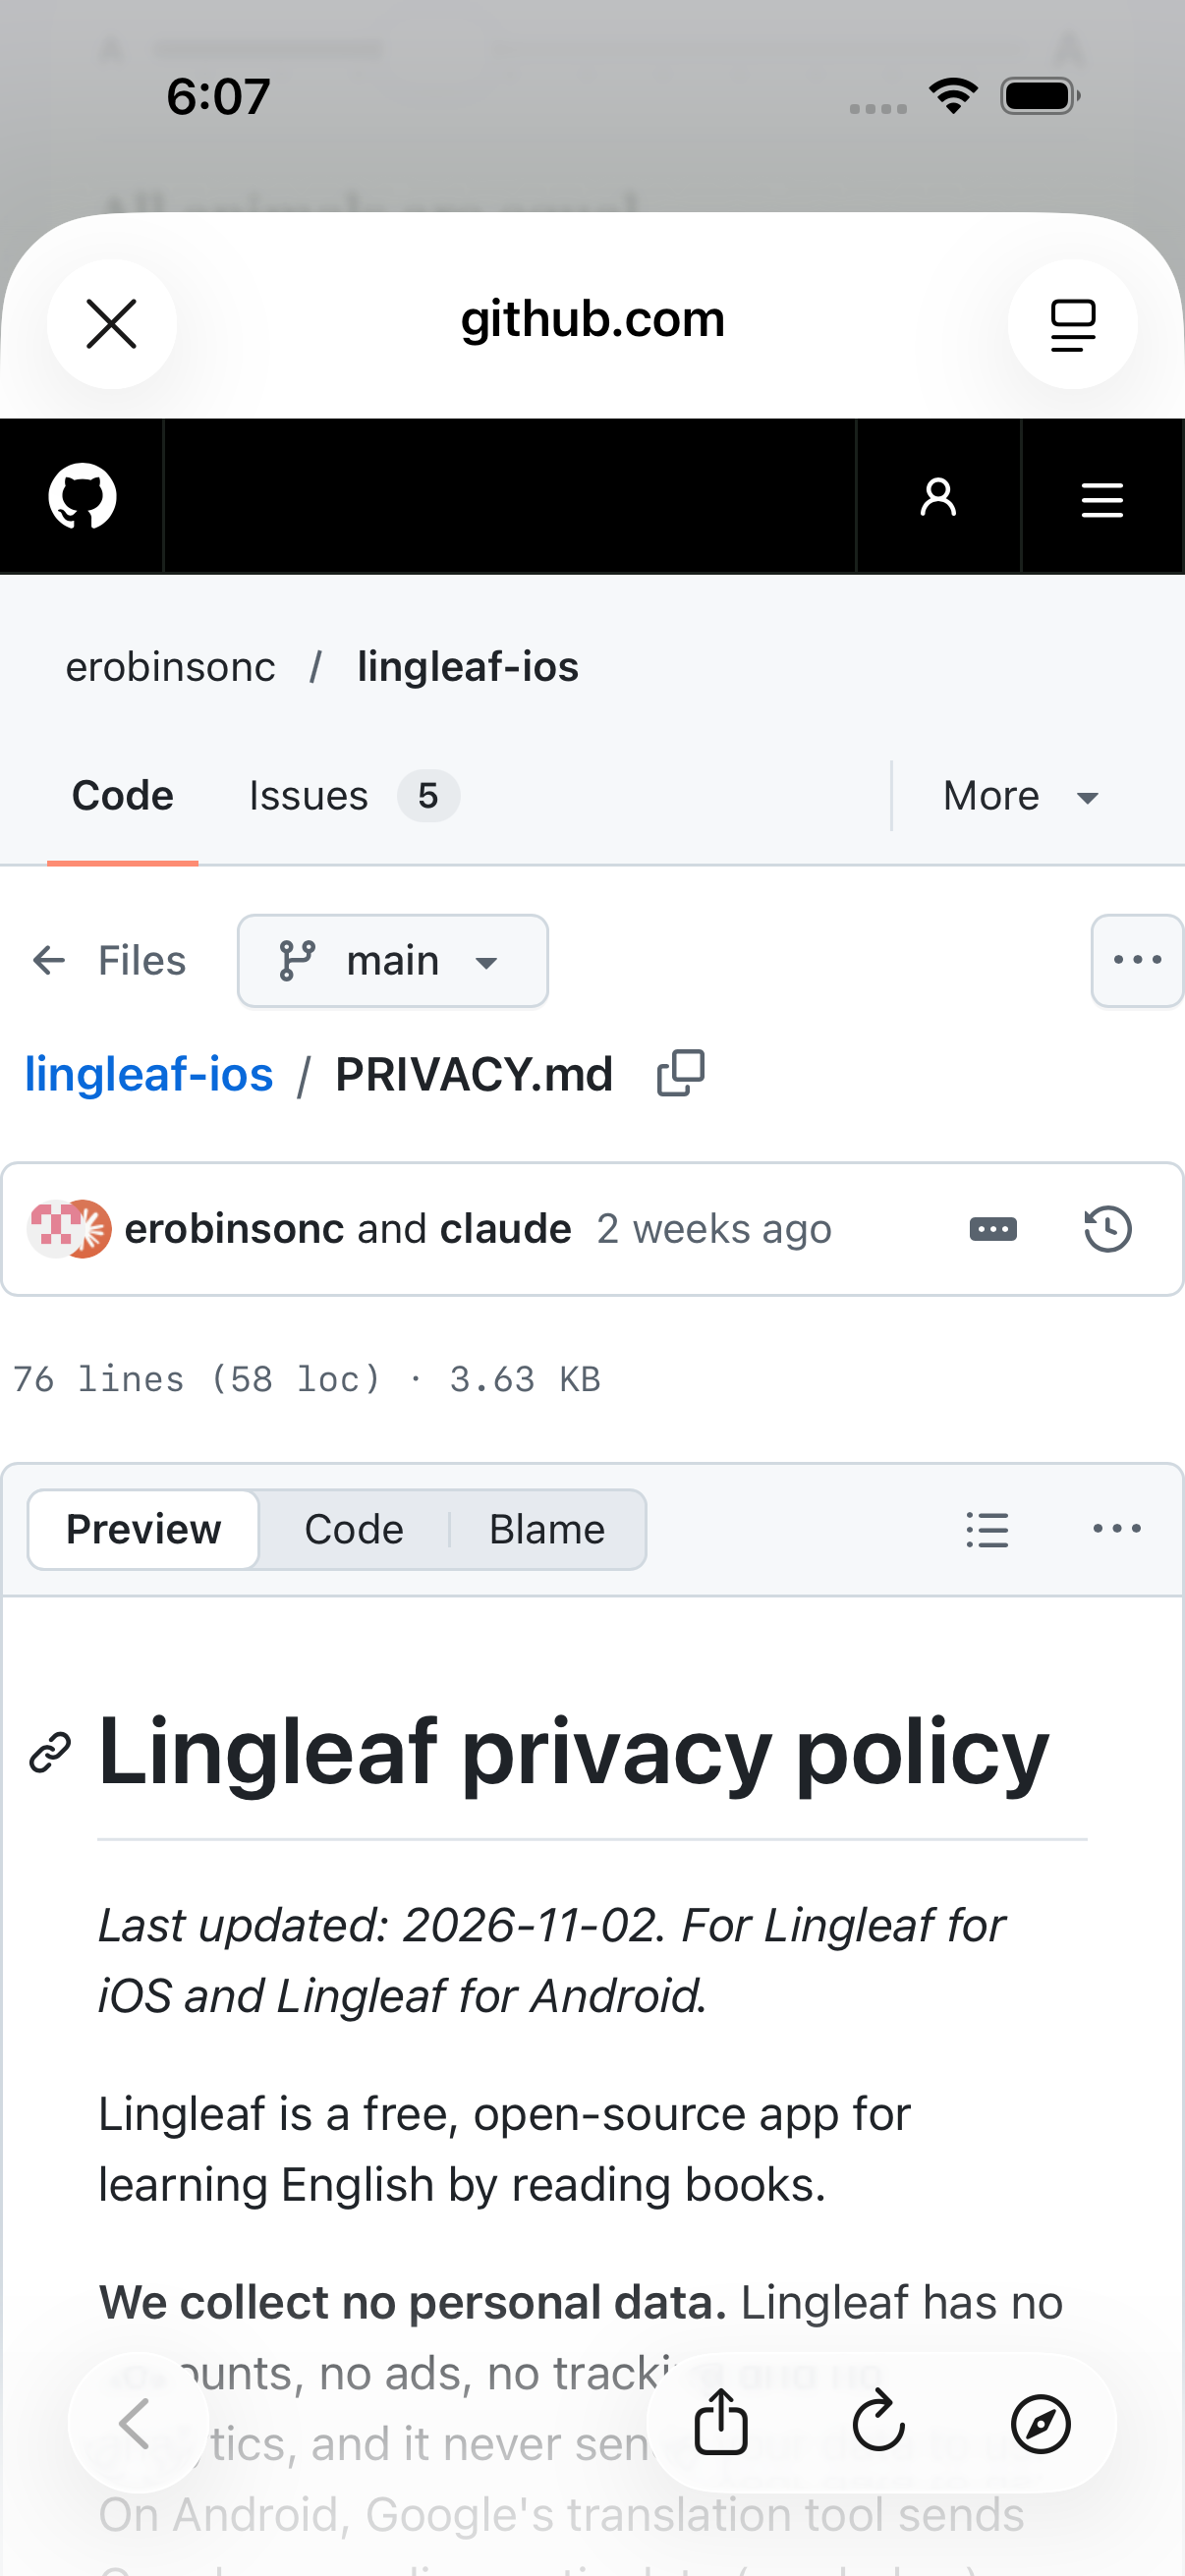 6:07
github.com
erobinsonc / lingleaf-ios
Code Issues 5 More
Files main
lingleaf-ios / PRIVACY.md
erobinsonc and claude 2 weeks ago
76 lines (58 loc) · 3.63 KB
Preview Code Blame
Lingleaf privacy policy
Last updated: 2026-11-02. For Lingleaf for
iOS and Lingleaf for Android.
Lingleaf is a free, open-source app for
learning English by reading books.
We collect no personal data. Lingleaf has no
no ads, no
and it never
On Android, Google's translation tool sends